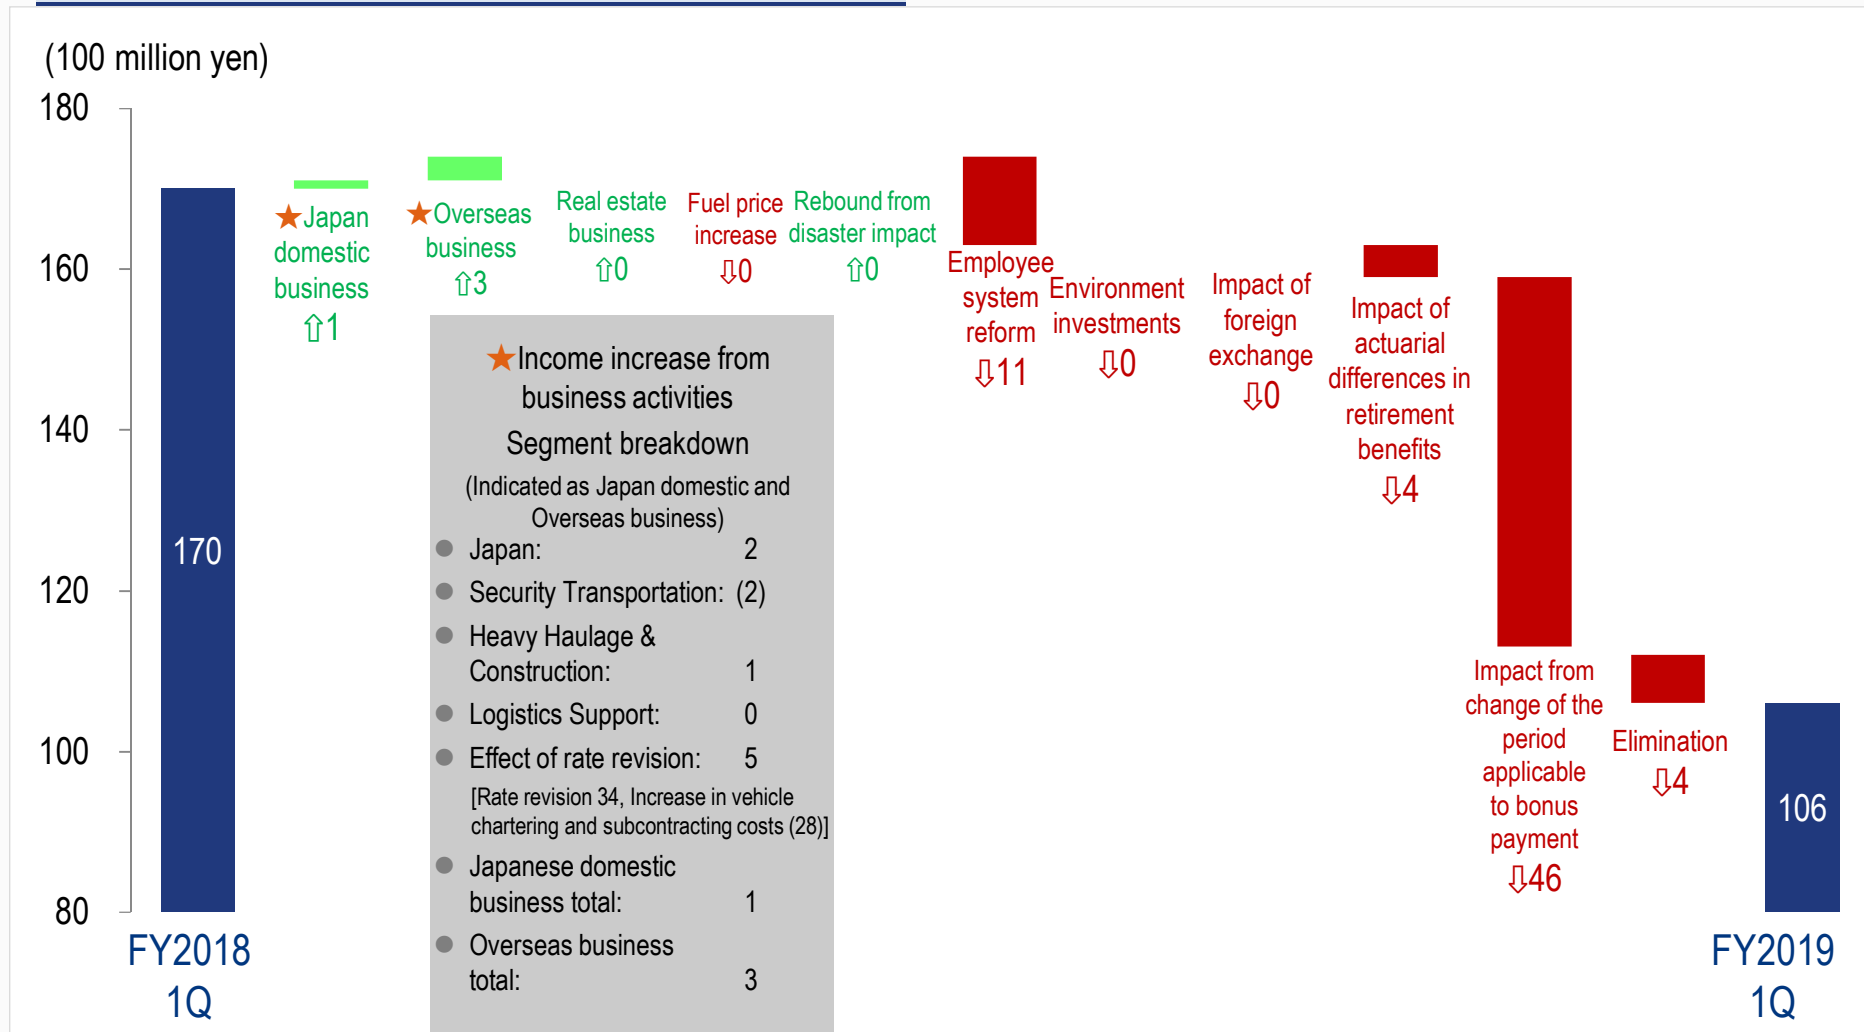 (100 million yen)
180
160
140
120
100
80
170
FY2018
1Q
★Japan
domestic
business
⇧1
★Overseas
business
⇧3
Real estate
business
⇧0
Fuel price
increase
⇩0
Rebound from
disaster impact
⇧0
Employee
system
reform
⇩11
Environment
investments
⇩0
Impact of
foreign
exchange
⇩0
Impact of
actuarial
differences in
retirement
benefits
⇩4
Impact from
change of the
period
applicable
to bonus
payment
⇩46
Elimination
⇩4
106
FY2019
1Q
★Income increase from
business activities
Segment breakdown
(Indicated as Japan domestic and
Overseas business)
● Japan: 2
● Security Transportation: (2)
● Heavy Haulage &
Construction: 1
● Logistics Support: 0
● Effect of rate revision: 5
[Rate revision 34, Increase in vehicle
chartering and subcontracting costs (28)]
● Japanese domestic
business total: 1
● Overseas business
total: 3